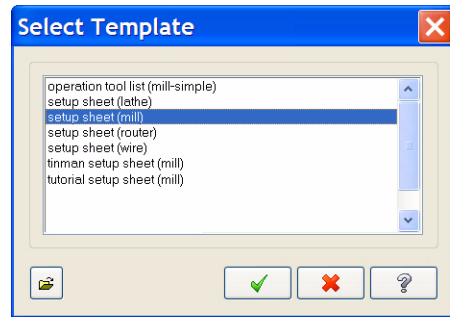 Select Template
operation tool list (mill-simple)
setup sheet (lathe)
setup sheet (mill)
setup sheet (router)
setup sheet (wire)
tinman setup sheet (mill)
tutorial setup sheet (mill)